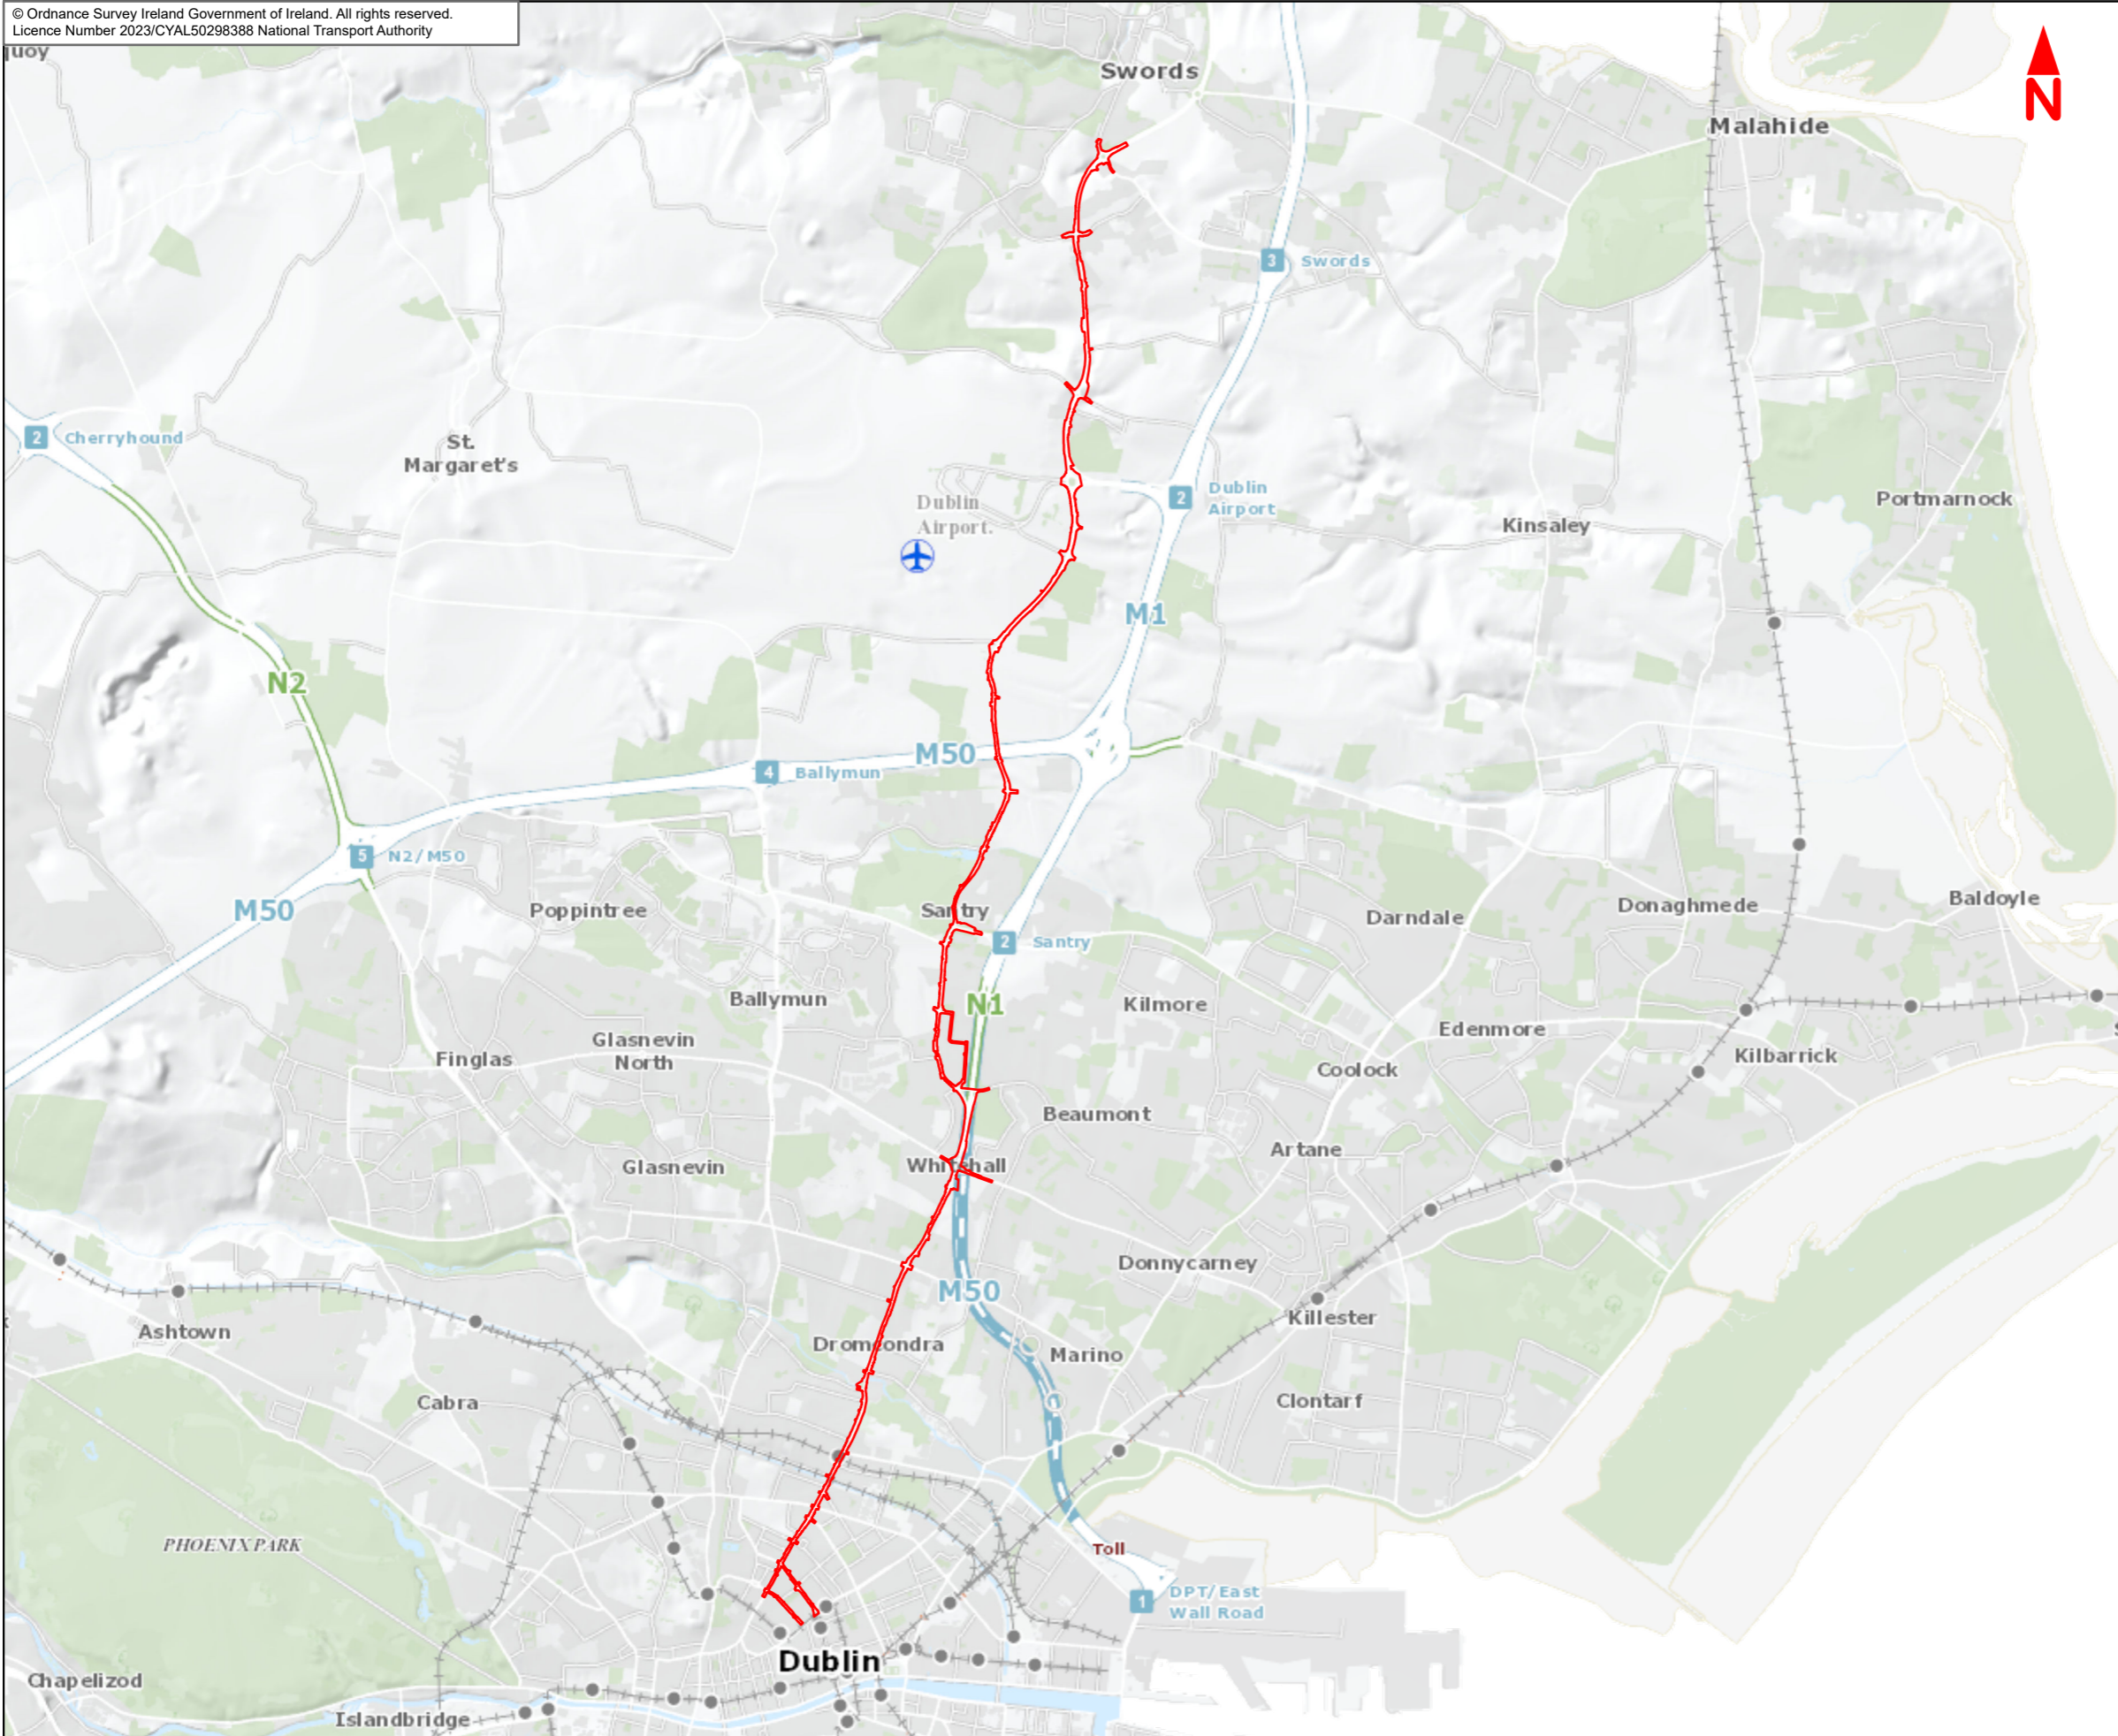 © Ordnance Survey Ireland Government of Ireland. All rights reserved.
Licence Number 2023/CYAL50298388 National Transport Authority
N
Swords
Malahide
3 Swords
2 Cherryhound
St.
Margaret's
Dublin
Airport.
2 Dublin
Airport
Portmarnock
Kinsaley
M1
N2
M50
4 Ballymun
5 N2/M50
M50
Poppintree
Santry
2 Santry
Darndale
Donaghmede
Baldoyle
Ballymun
N1
Kilmore
Edenmore
Glasnevin
North
Finglas
Coolock
Kilbarrick
Beaumont
Artane
Glasnevin
Whitehall
Donnycarney
M50
Killester
Ashtown
Dromcondra
Marino
Cabra
Clontarf
PHOENIX PARK
Toll
1 DPT/East
Wall Road
Dublin
Chapelizod
Islandbridge